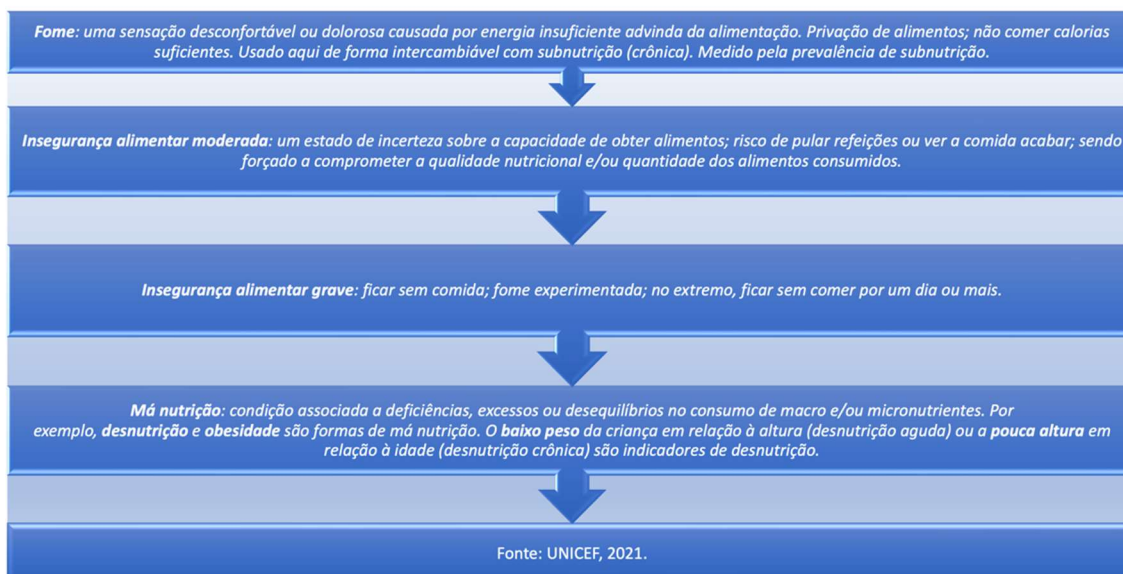 Fome: uma sensação desconfortável ou dolorosa causada por energia insuficiente advinda da alimentação. Privação de alimentos; não comer calorias
suficientes. Usado aqui de forma intercambiável com subnutrição (crônica). Medido pela prevalência de subnutrição.
Insegurança alimentar moderada: um estado de incerteza sobre a capacidade de obter alimentos; risco de pular refeições ou ver a comida acabar; sendo
forçado a comprometer a qualidade nutricional e/ou quantidade dos alimentos consumidos.
Insegurança alimentar grave: ficar sem comida; fome experimentada; no extremo, ficar sem comer por um dia ou mais.
Má nutrição: condição associada a deficiências, excessos ou desequilíbrios no consumo de macro e/ou micronutrientes. Por
exemplo, desnutrição e obesidade são formas de má nutrição. O baixo peso da criança em relação à altura (desnutrição aguda) ou a pouca altura em
relação à idade (desnutrição crônica) são indicadores de desnutrição.
Fonte: UNICEF, 2021.